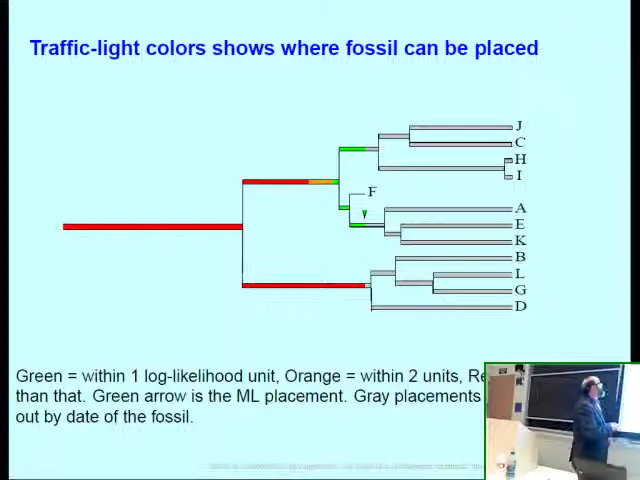 Traffic-light colors shows where fossil can be placed
J
C
H
I
F
A
E
K
B
L
G
D
Green = within 1 log-likelihood unit, Orange = within 2 units,
than that. Green arrow is the ML placement. Gray placements
out by date of the fossil.